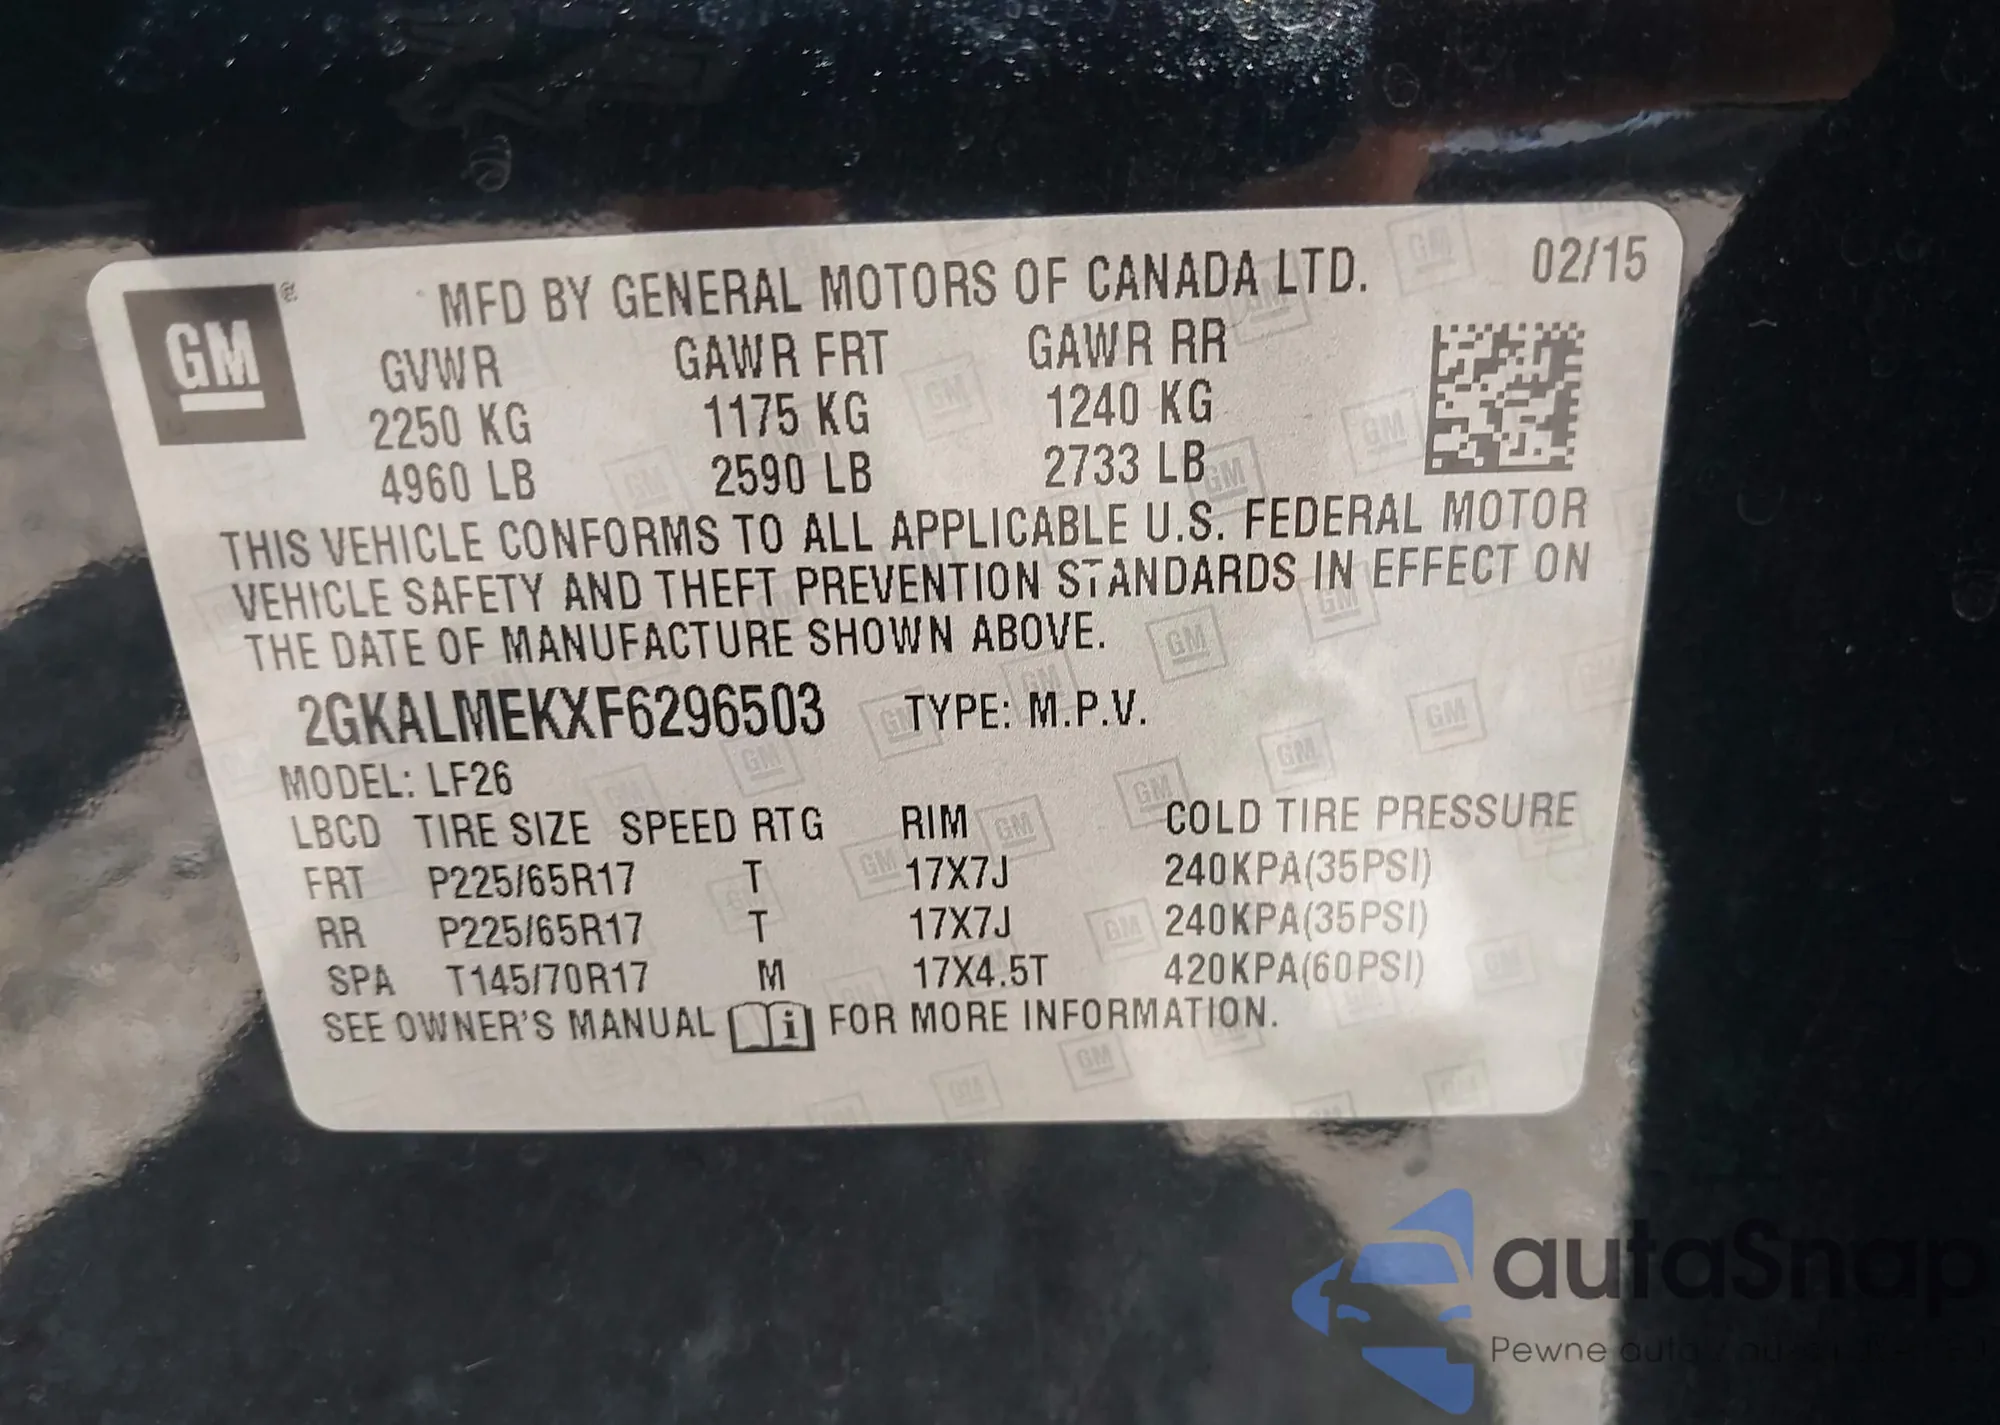 GM
MFD BY GENERAL MOTORS OF CANADA LTD. 02/15
GVWR GAWR FRT GAWR RR
2250 KG 1175 KG 1240 KG
4960 LB 2590 LB 2733 LB
THIS VEHICLE CONFORMS TO ALL APPLICABLE U.S. FEDERAL MOTOR
VEHICLE SAFETY AND THEFT PREVENTION STANDARDS IN EFFECT ON
THE DATE OF MANUFACTURE SHOWN ABOVE.
2GKALMEKXF6296503 TYPE: M.P.V.
MODEL: LF26
LBCD TIRE SIZE SPEED RTG RIM COLD TIRE PRESSURE
FRT P225/65R17 T 17X7J 240KPA(35PSI)
RR P225/65R17 T 17X7J 240KPA(35PSI)
SPA T145/70R17 M 17X4.5T 420KPA(60PSI)
SEE OWNER'S MANUAL i FOR MORE INFORMATION.
autaSnap
Pewne auta